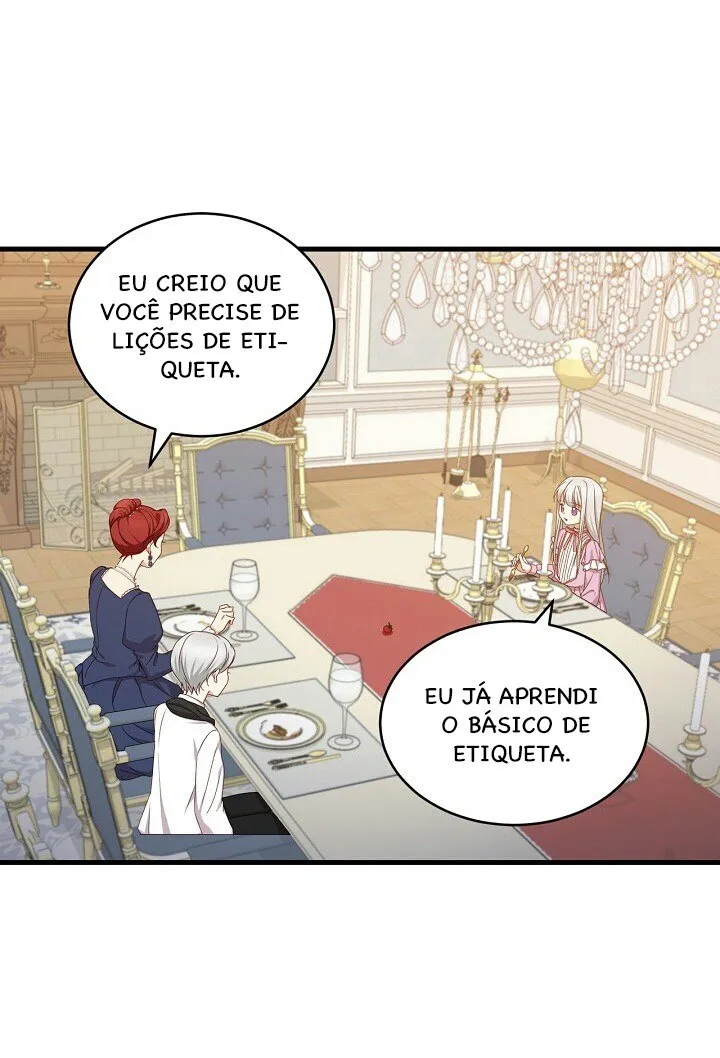 EU CREIO QUE
VOCÊ PRECISE DE
LIÇÕES DE ETI-
QUETA.
EU JÁ APRENDI
O BÁSICO DE
ETIQUETA.